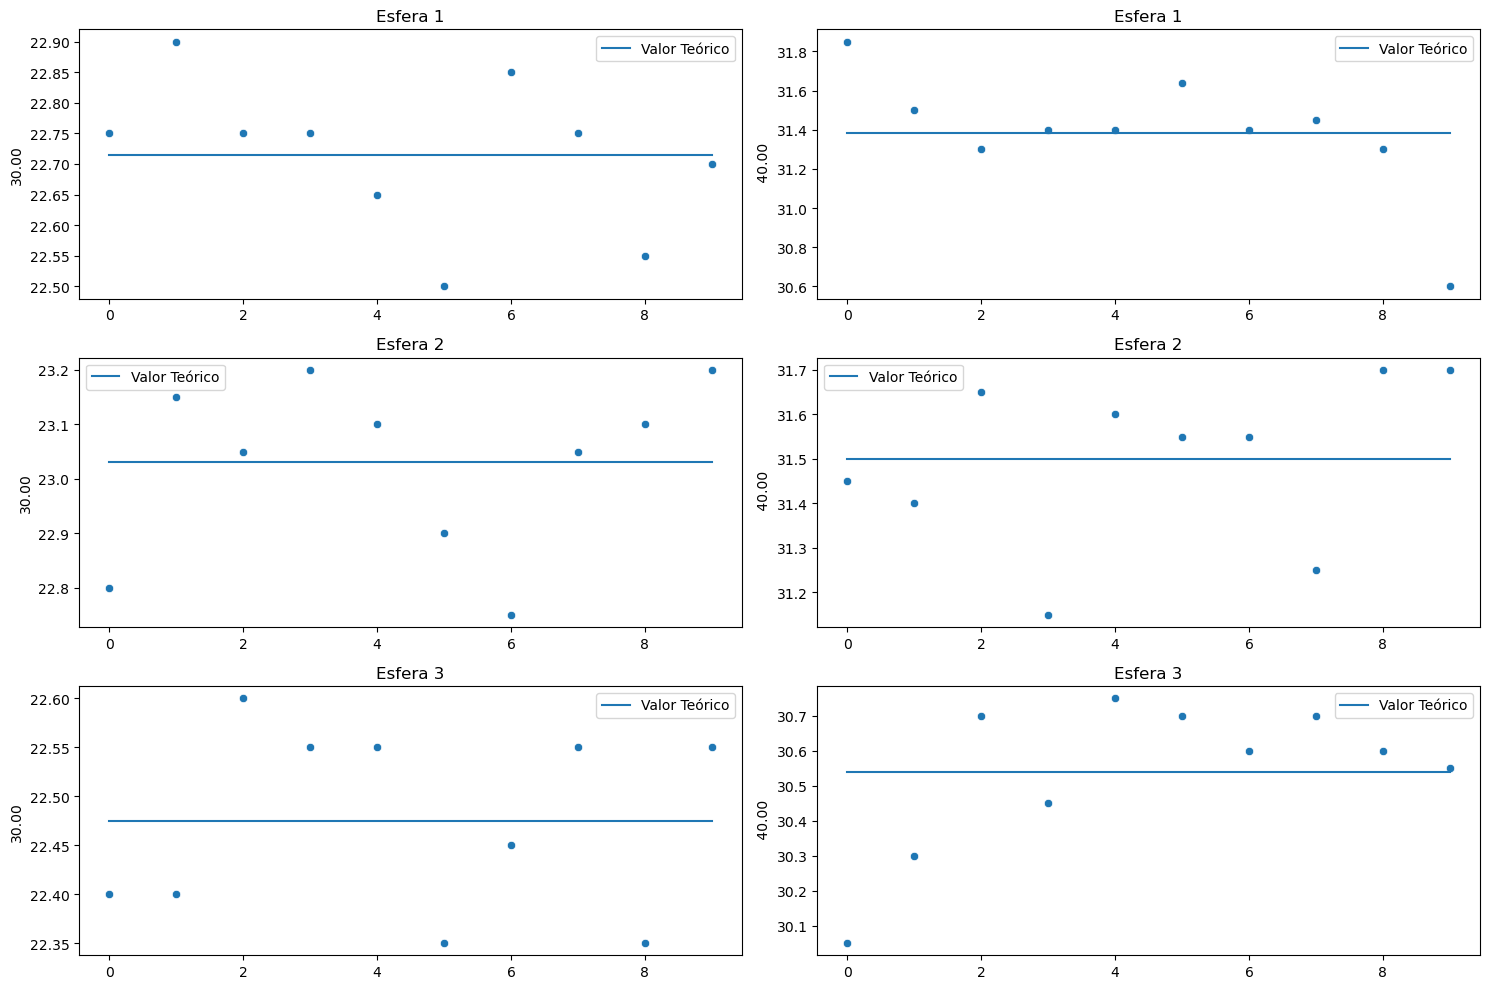 Esfera 1
22.90
22.85
22.80
22.75
22.70
22.65
22.60
22.55
22.50
30.00
Valor Teórico
0 2 4 6 8
Esfera 1
31.8
31.6
31.4
31.2
31.0
30.8
30.6
40.00
Valor Teórico
0 2 4 6 8
Esfera 2
23.2
23.1
23.0
22.9
22.8
30.00
Valor Teórico
0 2 4 6 8
Esfera 2
31.7
31.6
31.5
31.4
31.3
31.2
40.00
Valor Teórico
0 2 4 6 8
Esfera 3
22.60
22.55
22.50
22.45
22.40
22.35
30.00
Valor Teórico
0 2 4 6 8
Esfera 3
30.7
30.6
30.5
30.4
30.3
30.2
30.1
40.00
Valor Teórico
0 2 4 6 8